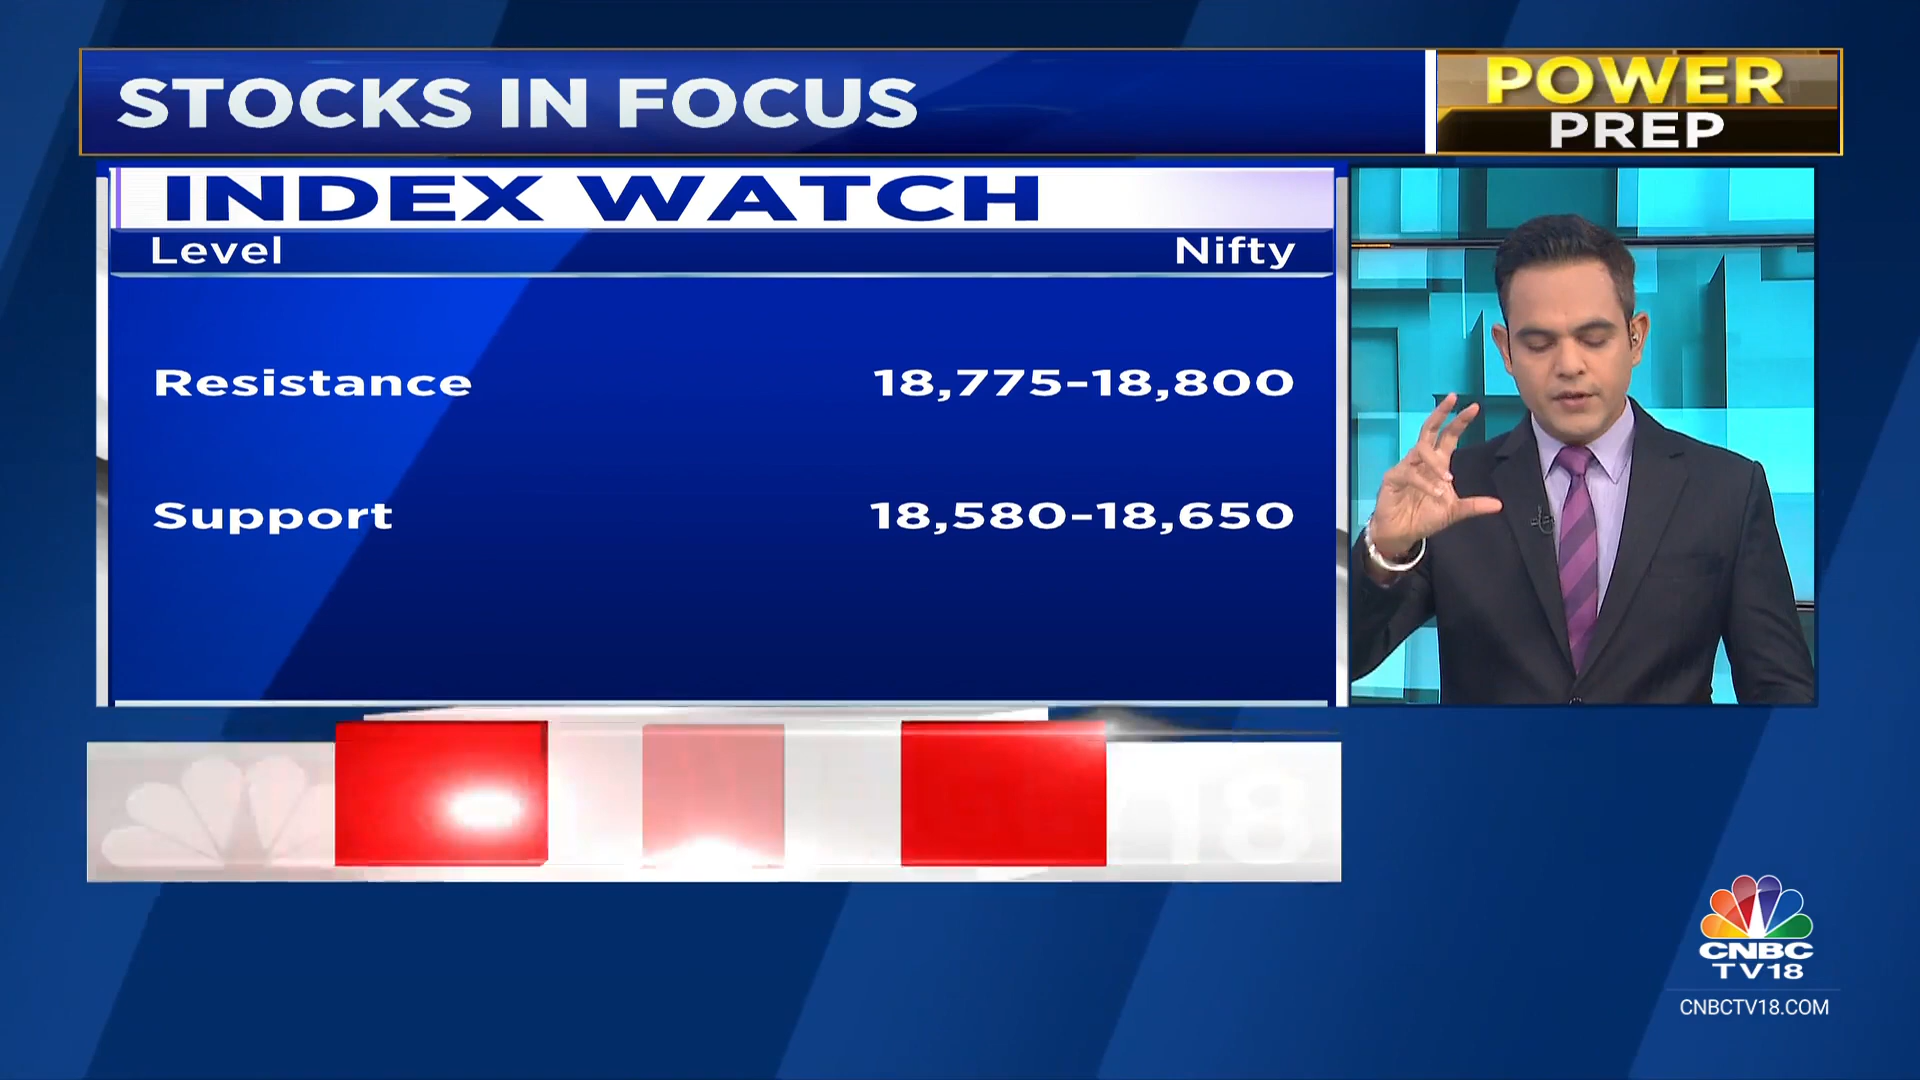 STOCKS IN FOCUS
POWER
PREP
INDEX WATCH
Level Nifty
Resistance 18,775-18,800
Support 18,580-18,650
18
CNBC
TV18
CNBCTV18.COM